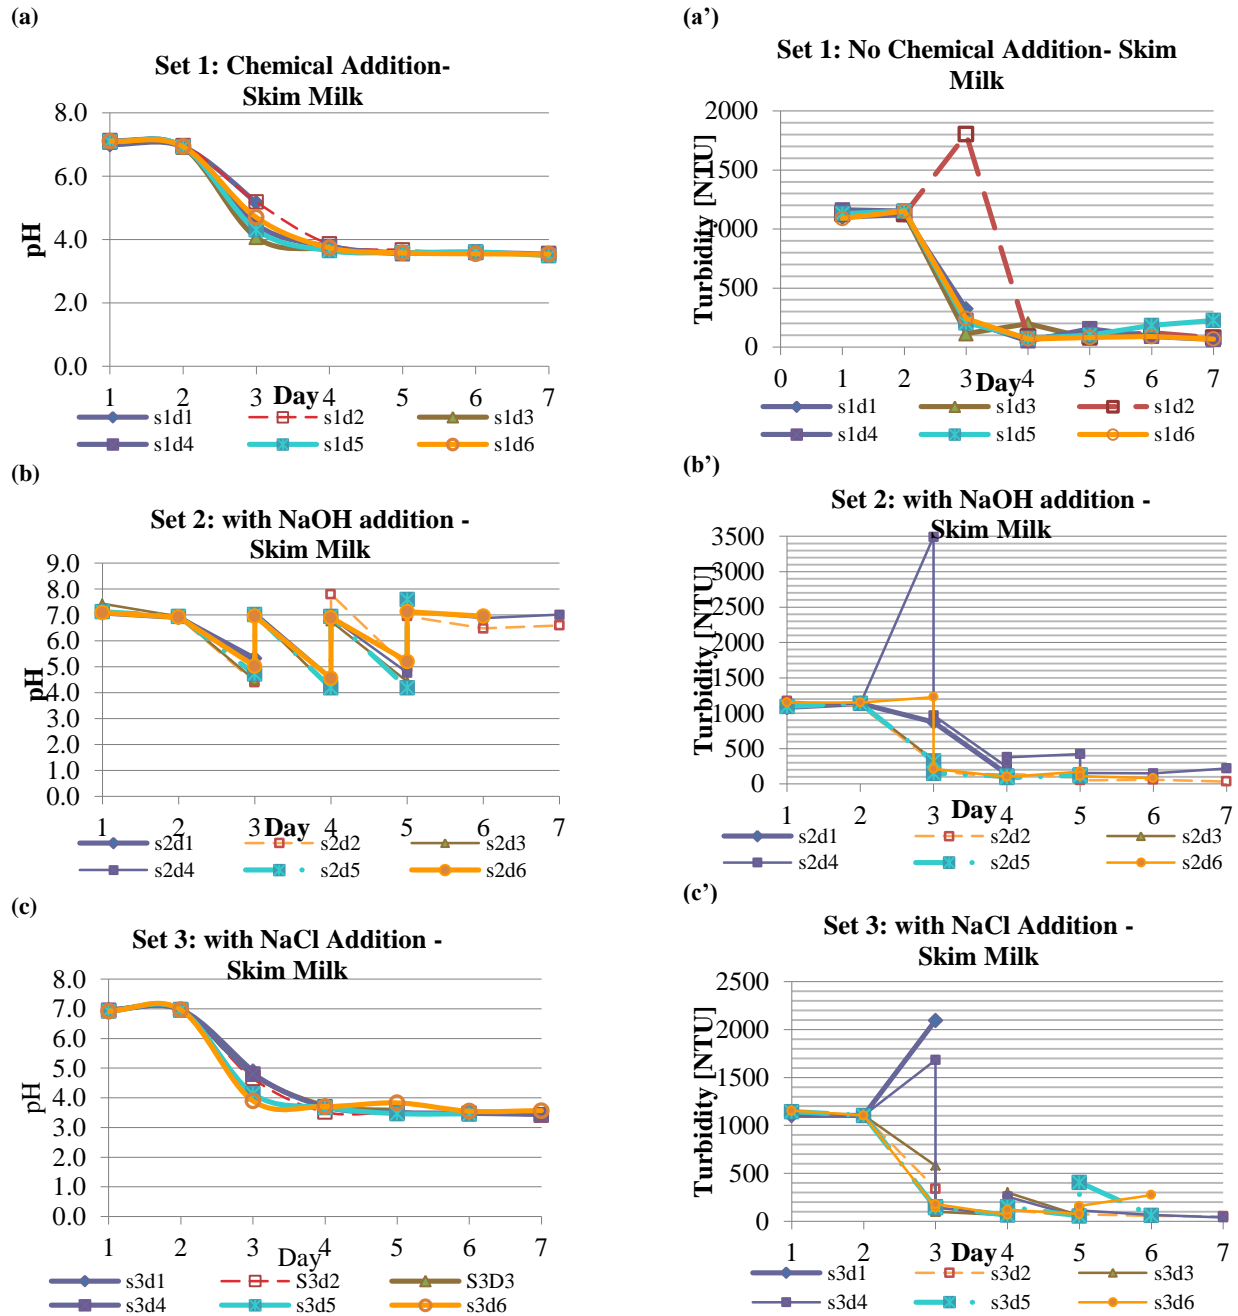 (a)
Set 1: Chemical Addition-
Skim Milk
8.0
6.0
4.0
2.0
0.0
pH
1 2 3 4 5 6 7
Day
s1d1 s1d2 s1d3
s1d4 s1d5 s1d6
(a’)
Set 1: No Chemical Addition- Skim
Milk
2000
1500
1000
500
0
Turbidity [NTU]
0 1 2 3 4 5 6 7
Day
s1d1 s1d3 s1d2
s1d4 s1d5 s1d6
(b)
Set 2: with NaOH addition -
Skim Milk
9.0
8.0
7.0
6.0
5.0
4.0
3.0
2.0
1.0
0.0
pH
1 2 3 4 5 6 7
Day
s2d1 s2d2 s2d3
s2d4 s2d5 s2d6
(b’)
Set 2: with NaOH addition -
Skim Milk
3500
3000
2500
2000
1500
1000
500
0
Turbidity [NTU]
1 2 3 4 5 6 7
Day
s2d1 s2d2 s2d3
s2d4 s2d5 s2d6
(c)
Set 3: with NaCl Addition -
Skim Milk
8.0
7.0
6.0
5.0
4.0
3.0
2.0
1.0
0.0
pH
1 2 3 4 5 6 7
Day
s3d1 s3d2 S3D3
s3d4 s3d5 s3d6
(c’)
Set 3: with NaCl Addition -
Skim Milk
2500
2000
1500
1000
500
0
Turbidity [NTU]
1 2 3 4 5 6 7
Day
s3d1 s3d2 s3d3
s3d4 s3d5 s3d6